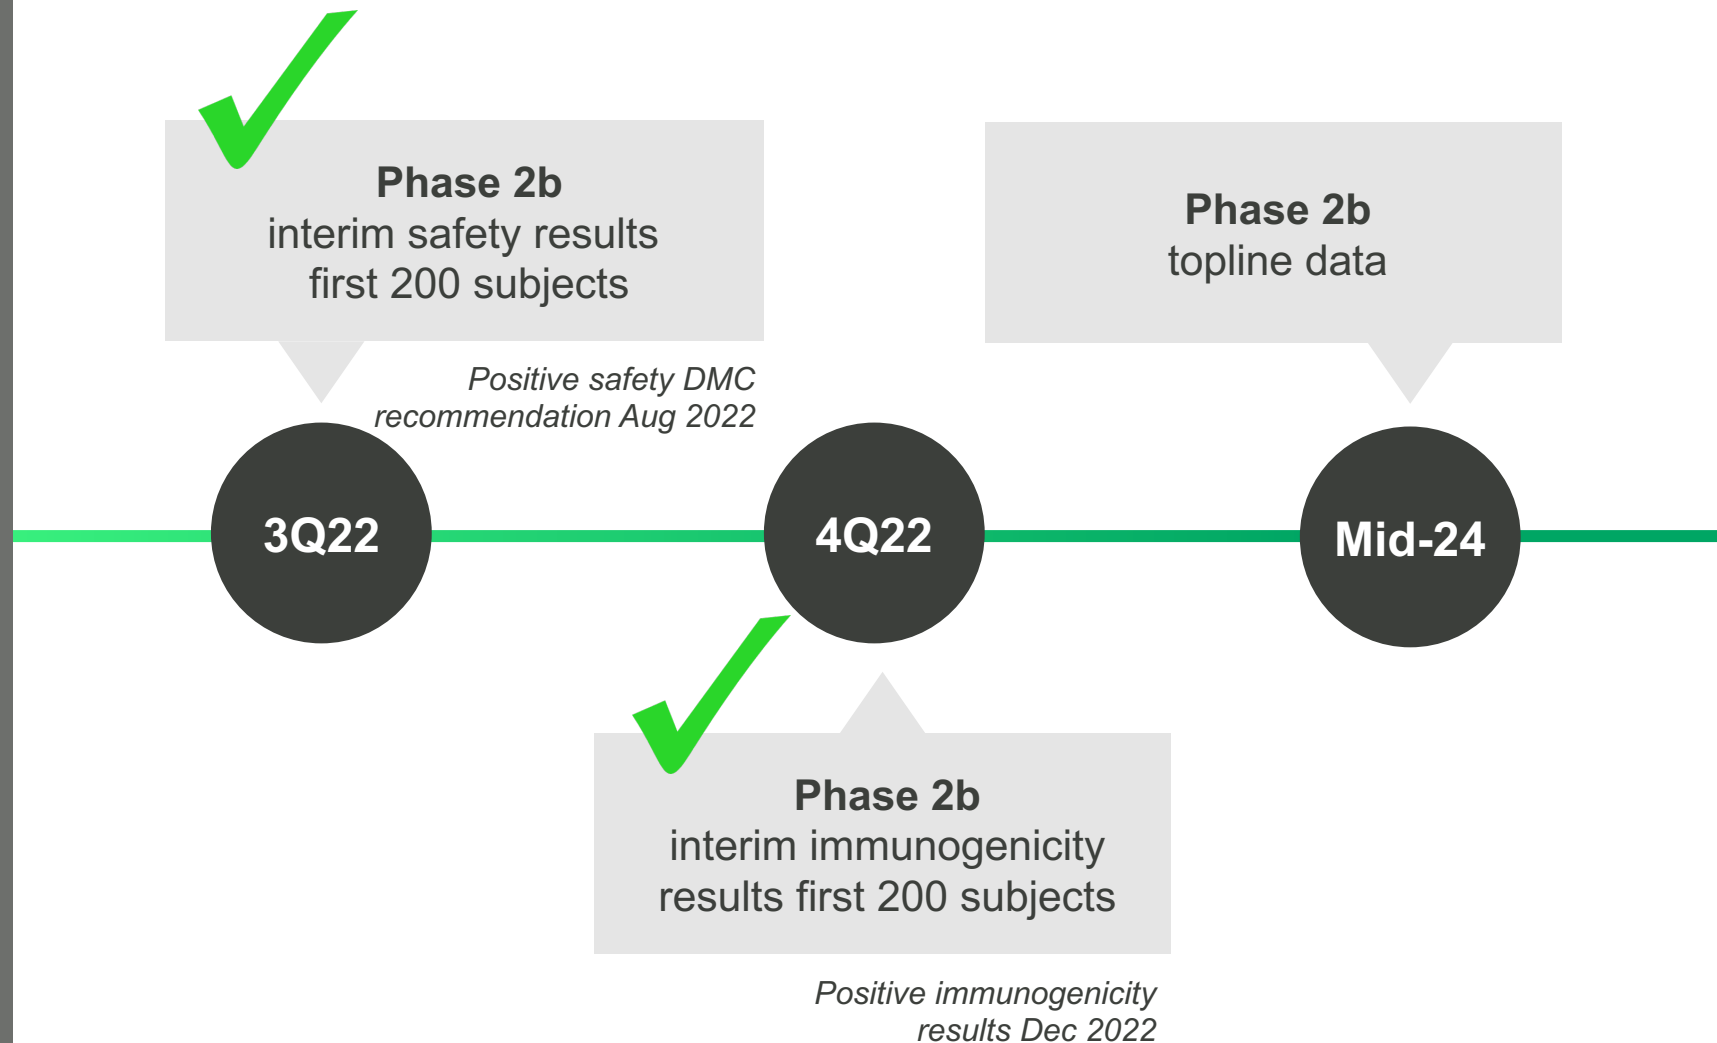 Phase 2b
interim safety results
first 200 subjects
Positive safety DMC
recommendation Aug 2022
Phase 2b
topline data
3Q22
4Q22
Mid-24
Phase 2b
interim immunogenicity
results first 200 subjects
Positive immunogenicity
results Dec 2022